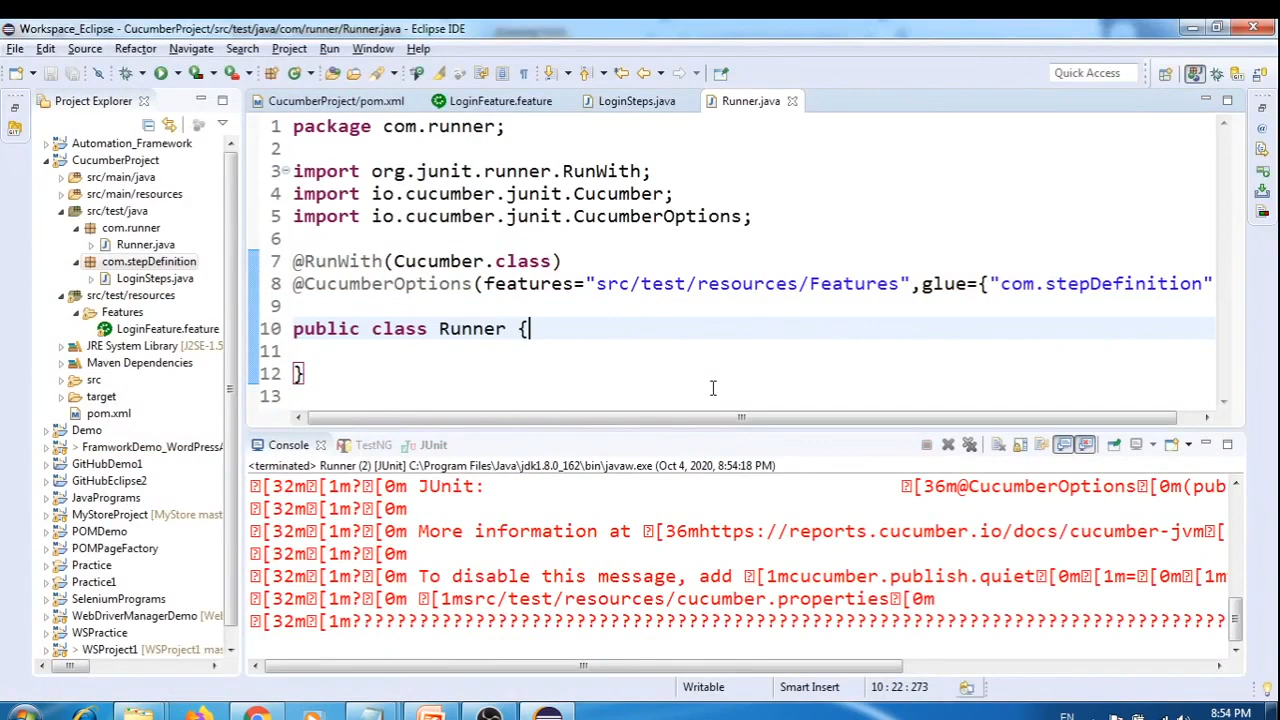 Workspace_Eclipse - CucumberProject/src/test/java/com/runner/Runner.java - Eclipse IDE
File Edit Source Refactor Navigate Search Project Run Window Help
Quick Access
Project Explorer
Automation_Framework
CucumberProject
src/main/java
src/main/resources
src/test/java
com.runner
Runner.java
com.stepDefinition
LoginSteps.java
src/test/resources
Features
LoginFeature.feature
JRE System Library [J2SE-1.5
Maven Dependencies
src
target
pom.xml
Demo
> FramworkDemo_WordPressA
GitHubDemo1
GitHubEclipse2
JavaPrograms
MyStoreProject [MyStore mast
POMDemo
POMPageFactory
Practice
Practice1
SeleniumPrograms
WebDriverManagerDemo [Wel
WSPractice
> WSProject1 [WSProject1 mas
CucumberProject/pom.xml LoginFeature.feature LoginSteps.java Runner.java
1 package com.runner;
2
3 import org.junit.runner.RunWith;
4 import io.cucumber.junit.Cucumber;
5 import io.cucumber.junit.CucumberOptions;
6
7 @RunWith(Cucumber.class)
8 @CucumberOptions(features="src/test/resources/Features",glue={"com.stepDefinition"
9
10 public class Runner {
11
12 }
13
Console TestNG JUnit
<terminated> Runner (2) [JUnit] C:\Program Files\Java\jdk1.8.0_162\bin\javaw.exe (Oct 4, 2020, 8:54:18 PM)
[32m[1m?[0m JUnit: [36m@CucumberOptions[0m(pub
[32m[1m?[0m
[32m[1m?[0m More information at [36mhttps://reports.cucumber.io/docs/cucumber-jvm[
[32m[1m?[0m
[32m[1m?[0m To disable this message, add [1mcucumber.publish.quiet[0m[1m=[0m[1m
[32m[1m?[0m [1msrc/test/resources/cucumber.properties[0m
[32m[1m??????????????????????????????????????????????????????????????????????????????
Writable Smart Insert 10 : 22 : 273
EN 8:54 PM